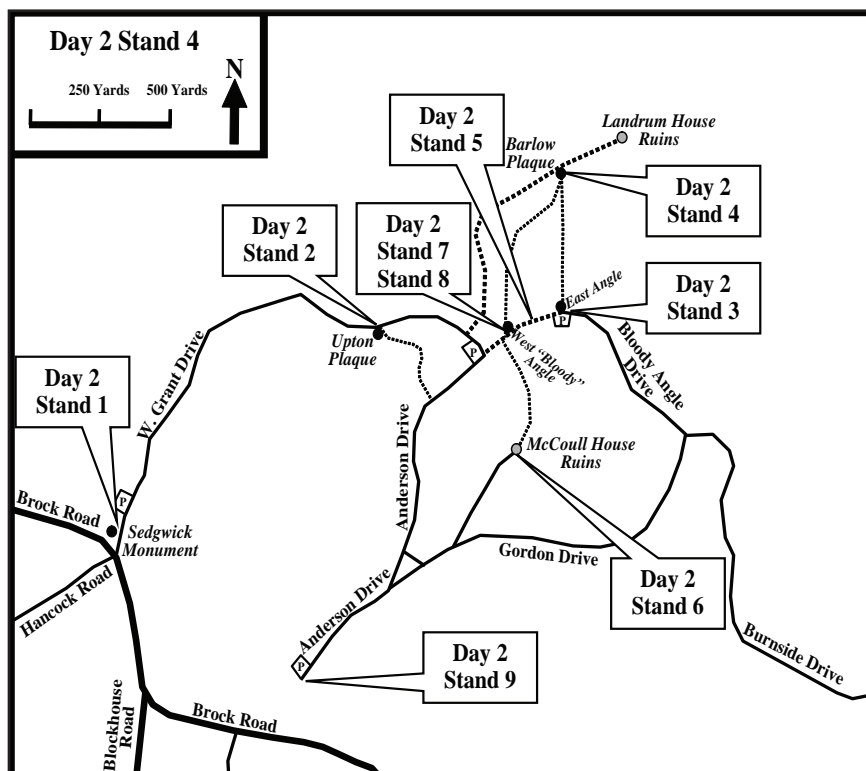 Day 2 Stand 4
250 Yards
500 Yards
N
Day 2
Stand 5
Landrum House
Ruins
Barlow
Plaque
Day 2
Stand 4
Day 2
Stand 2
Day 2
Stand 7
Stand 8
East Angle
Day 2
Stand 3
P
Upton
Plaque
P
West “Bloody”
Angle
Bloody Angle
Drive
W. Grant Drive
Day 2
Stand 1
Anderson Drive
McCoull House
Ruins
P
Brock Road
Sedgwick
Monument
Hancock Road
Gordon Drive
Day 2
Stand 6
Anderson Drive
P
Day 2
Stand 9
Burnside Drive
Blockhouse
Road
Brock Road